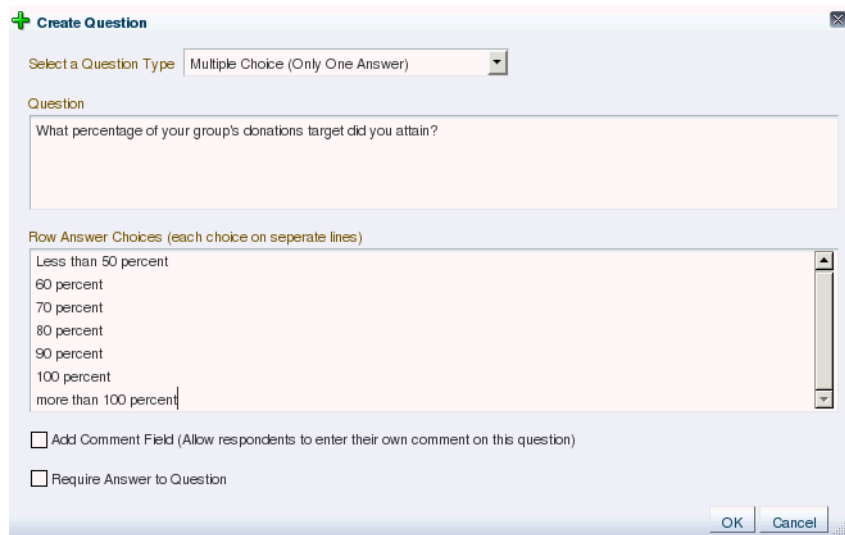 Create Question
Select a Question Type Multiple Choice (Only One Answer)
Question
What percentage of your group's donations target did you attain?
Row Answer Choices (each choice on seperate lines)
Less than 50 percent
60 percent
70 percent
80 percent
90 percent
100 percent
more than 100 percent
Add Comment Field (Allow respondents to enter their own comment on this question)
Require Answer to Question
OK Cancel